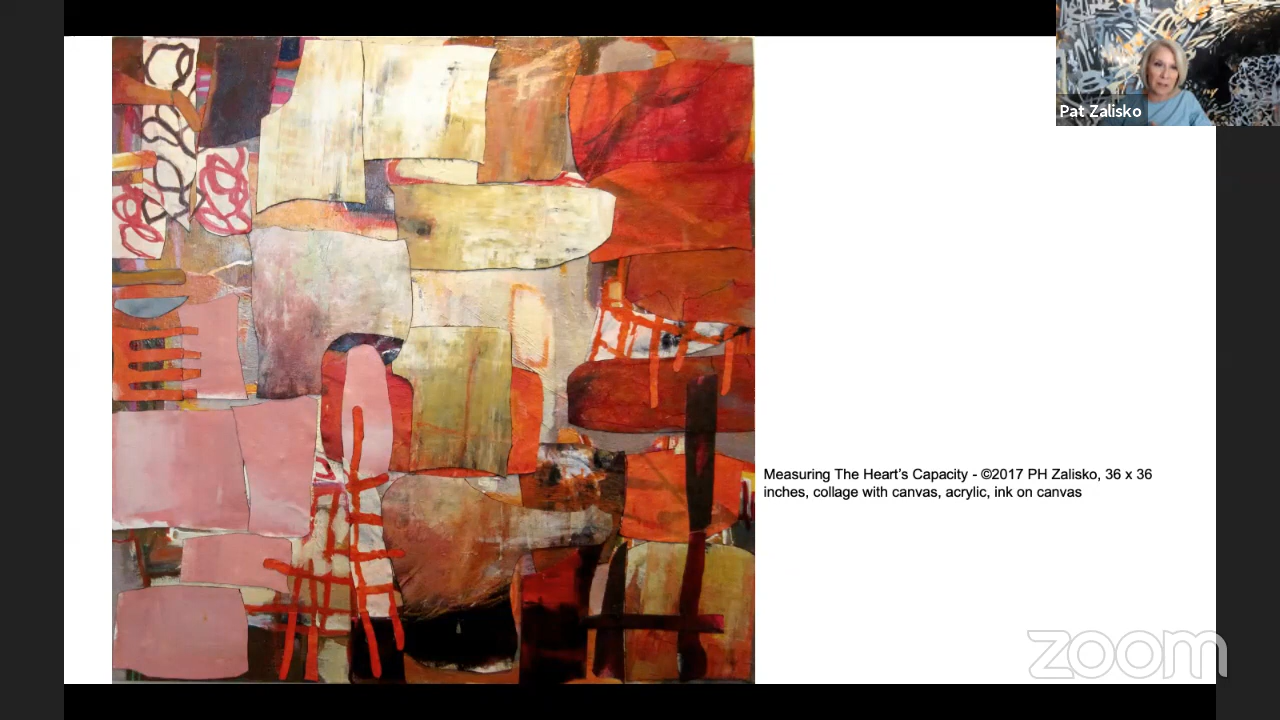 Pat Zalisko
Measuring The Heart's Capacity - ©2017 PH Zalisko, 36 x 36
inches, collage with canvas, acrylic, ink on canvas
zoom